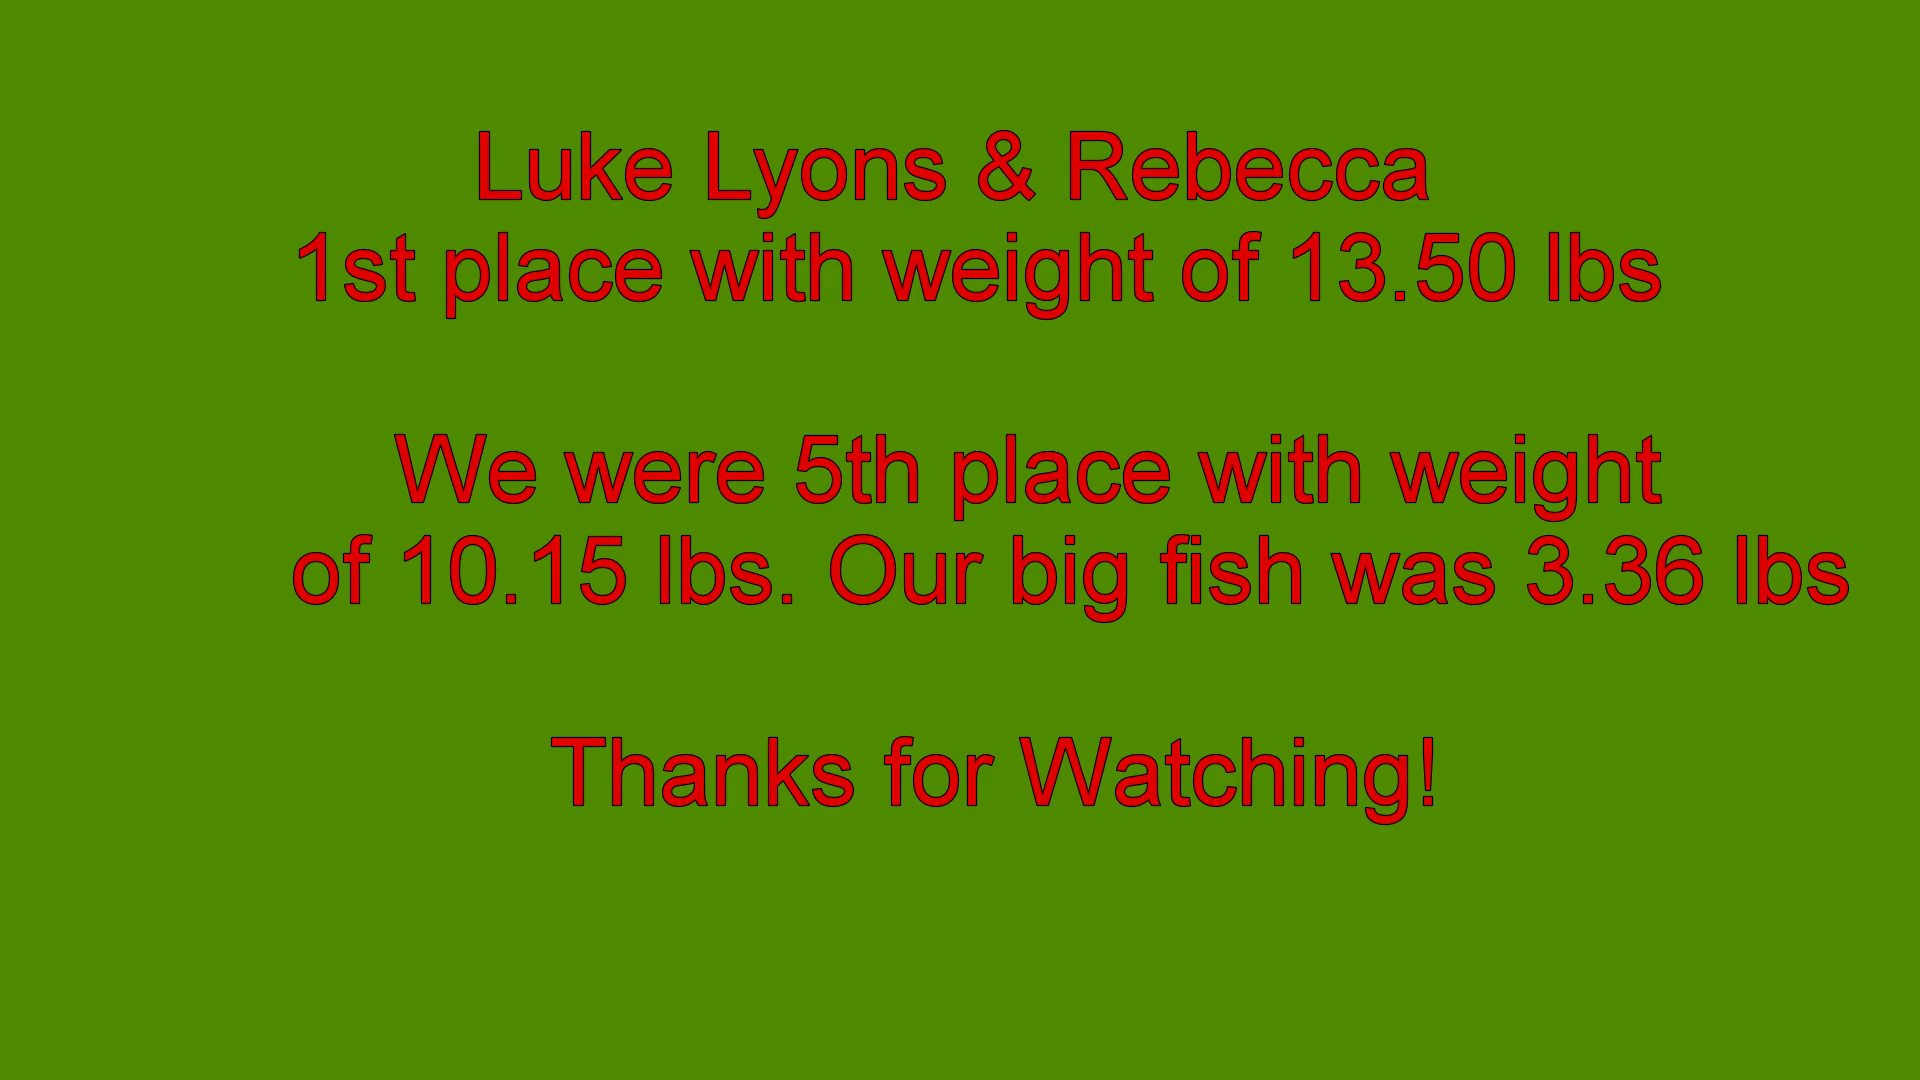 Luke Lyons & Rebecca
1st place with weight of 13.50 lbs
We were 5th place with weight
of 10.15 lbs. Our big fish was 3.36 lbs
Thanks for Watching!